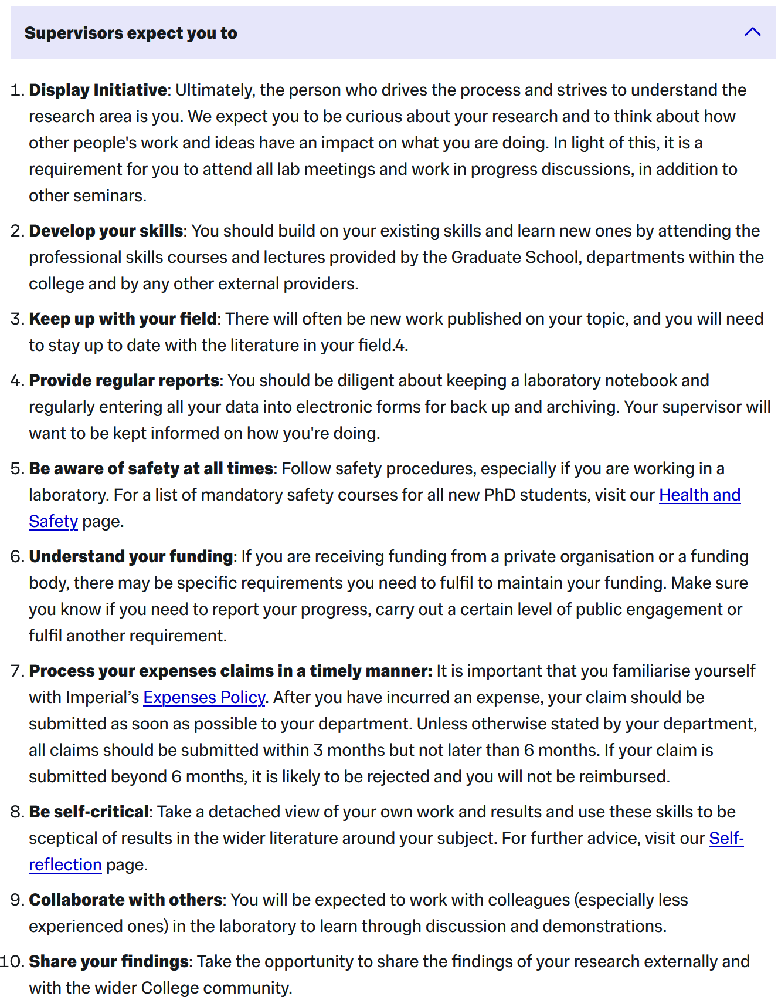 Supervisors expect you to
1. Display Initiative: Ultimately, the person who drives the process and strives to understand the
research area is you. We expect you to be curious about your research and to think about how
other people's work and ideas have an impact on what you are doing. In light of this, it is a
requirement for you to attend all lab meetings and work in progress discussions, in addition to
other seminars.
2. Develop your skills: You should build on your existing skills and learn new ones by attending the
professional skills courses and lectures provided by the Graduate School, departments within the
college and by any other external providers.
3. Keep up with your field: There will often be new work published on your topic, and you will need
to stay up to date with the literature in your field.4.
4. Provide regular reports: You should be diligent about keeping a laboratory notebook and
regularly entering all your data into electronic forms for back up and archiving. Your supervisor will
want to be kept informed on how you're doing.
5. Be aware of safety at all times: Follow safety procedures, especially if you are working in a
laboratory. For a list of mandatory safety courses for all new PhD students, visit our Health and
Safety page.
6. Understand your funding: If you are receiving funding from a private organisation or a funding
body, there may be specific requirements you need to fulfil to maintain your funding. Make sure
you know if you need to report your progress, carry out a certain level of public engagement or
fulfil another requirement.
7. Process your expenses claims in a timely manner: It is important that you familiarise yourself
with Imperial’s Expenses Policy. After you have incurred an expense, your claim should be
submitted as soon as possible to your department. Unless otherwise stated by your department,
all claims should be submitted within 3 months but not later than 6 months. If your claim is
submitted beyond 6 months, it is likely to be rejected and you will not be reimbursed.
8. Be self-critical: Take a detached view of your own work and results and use these skills to be
sceptical of results in the wider literature around your subject. For further advice, visit our Self-
reflection page.
9. Collaborate with others: You will be expected to work with colleagues (especially less
experienced ones) in the laboratory to learn through discussion and demonstrations.
10. Share your findings: Take the opportunity to share the findings of your research externally and
with the wider College community.